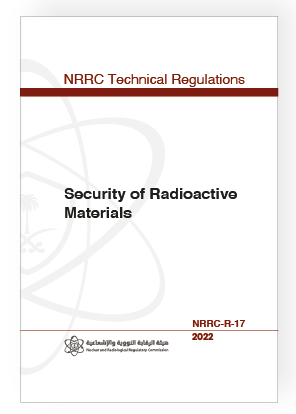 NRRC Technical Regulations
Security of Radioactive
Materials
NRRC-R-17
2022
هيئة الرقابة النووية والإشعاعية
Nuclear and Radiological Regulatory Commission